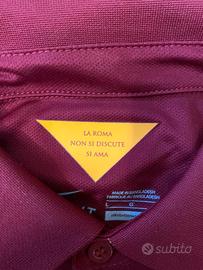 LA ROMA
NON SI DISCUTE
SI AMA
MADE IN BANGLADESH
FABRIQUÉ AU BANGLADESH
L G
subito